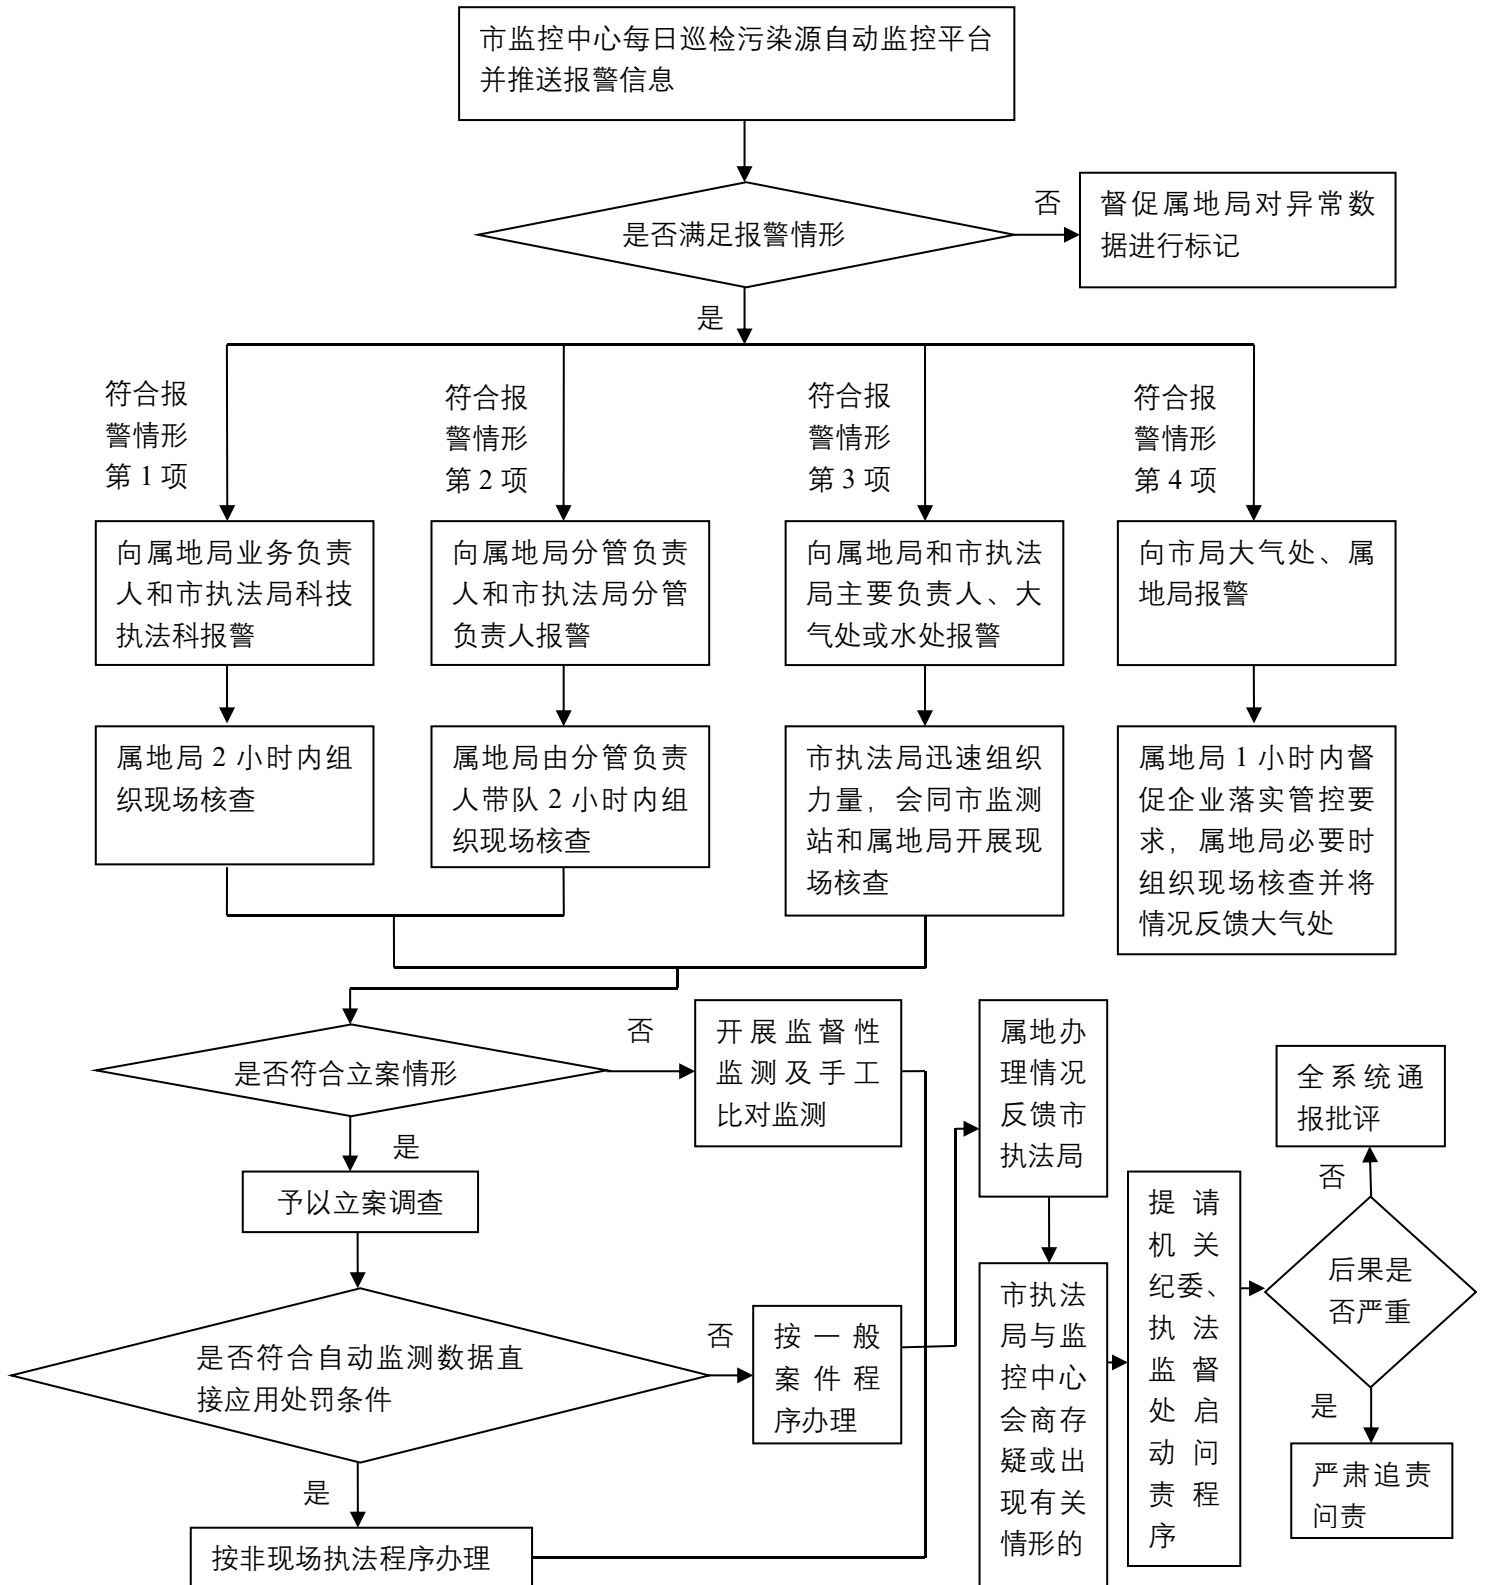 市监控中心每日巡检污染源自动监控平台
并推送报警信息
是否满足报警情形
否
督促属地局对异常数
据进行标记
是
符合报
警情形
第 1 项
符合报
警情形
第 2 项
符合报
警情形
第 3 项
符合报
警情形
第 4 项
向属地局业务负责
人和市执法局科技
执法科报警
向属地局分管负责
人和市执法局分管
负责人报警
向属地局和市执法
局主要负责人、大
气处或水处报警
向市局大气处、属
地局报警
属地局 2 小时内组
织现场核查
属地局由分管负责
人带队 2 小时内组
织现场核查
市执法局迅速组织
力量，会同市监测
站和属地局开展现
场核查
属地局 1 小时内督
促企业落实管控要
求，属地局必要时
组织现场核查并将
情况反馈大气处
是否符合立案情形
否
开展监督性
监测及手工
比对监测
是
予以立案调查
是否符合自动监测数据直
接应用处罚条件
否
按一般
案件程
序办理
是
按非现场执法程序办理
属地办
理情况
反馈市
执法局
市执法
局与监
控中心
会商存
疑或出
现有关
情形的
提请
机关
纪委、
执法
监督
处启
动问
责程
序
后果是
否严重
否
全系统通
报批评
是
严肃追责
问责